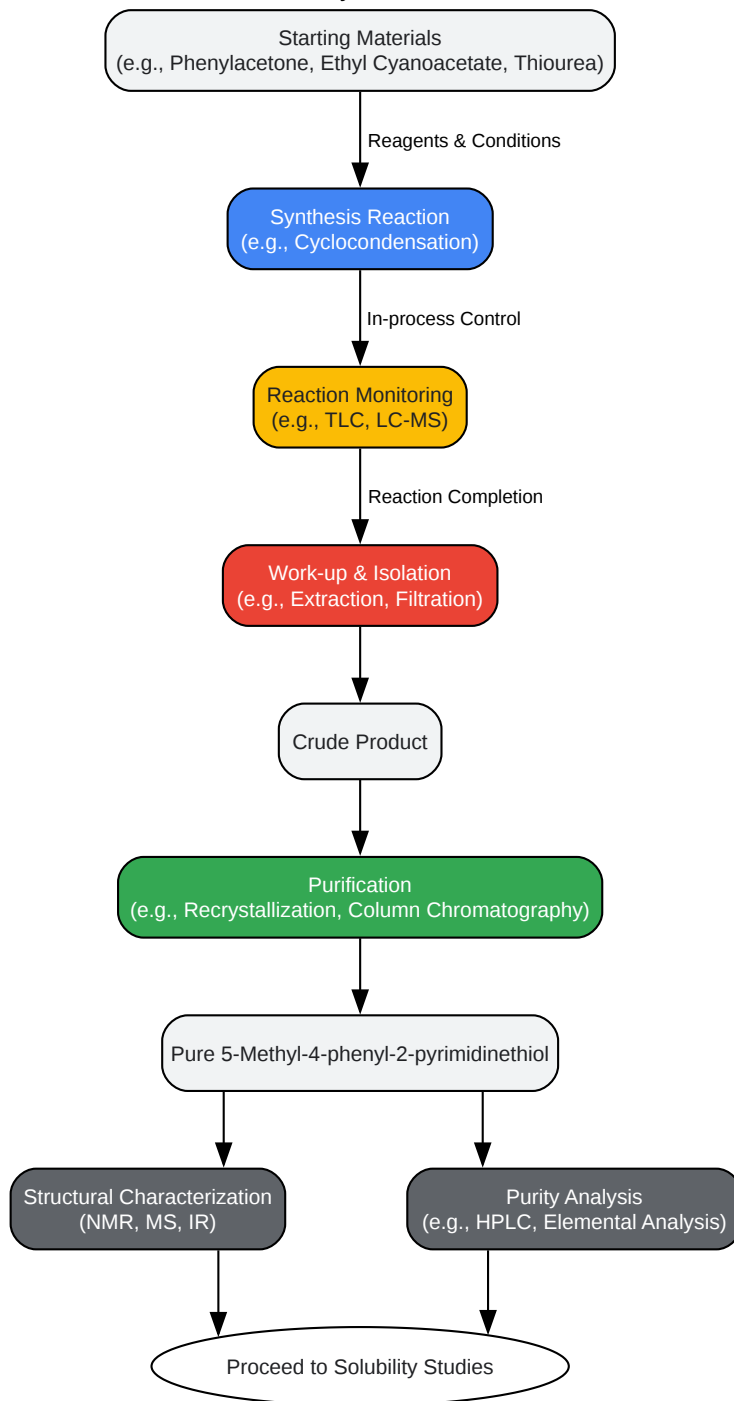 Starting Materials
(e.g., Phenylacetone, Ethyl Cyanoacetate, Thiourea)
Reagents & Conditions
Synthesis Reaction
(e.g., Cyclocondensation)
In-process Control
Reaction Monitoring
(e.g., TLC, LC-MS)
Reaction Completion
Work-up & Isolation
(e.g., Extraction, Filtration)
Crude Product
Purification
(e.g., Recrystallization, Column Chromatography)
Pure 5-Methyl-4-phenyl-2-pyrimidinethiol
Structural Characterization
(NMR, MS, IR)
Purity Analysis
(e.g., HPLC, Elemental Analysis)
Proceed to Solubility Studies